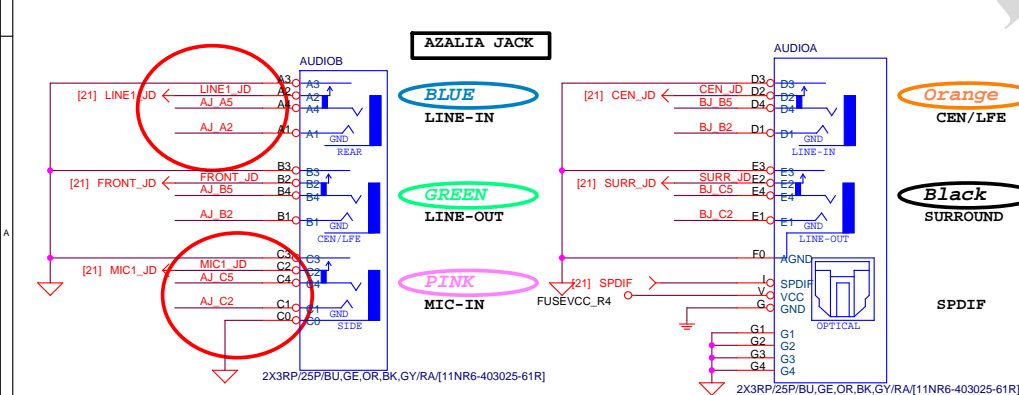 AZALIA JACK
AUDIOB
A3 A3
[21] LINE1_JD LINE1_JD A2 A2
AJ_A5 A4 A4
AJ_A2 A1 A1
GND
REAR
BLUE
LINE-IN
B3 B3
[21] FRONT_JD FRONT_JD B2 B2
AJ_B5 B4 B4
AJ_B2 B1 B1
GND
CEN/LFE
GREEN
LINE-OUT
C3 C3
[21] MIC1_JD MIC1_JD C2 C2
AJ_C5 C4 C4
AJ_C2 C1 C1
GND
C0 C0
SIDE
PINK
MIC-IN
2X3RP/25P/BU,GE,OR,BK,GY/RA/[11NR6-403025-61R]
AUDIOA
D3 D3
[21] CEN_JD CEN_JD D2 D2
BJ_B5 D4 D4
BJ_B2 D1 D1
GND
LINE-IN
Orange
CEN/LFE
E3 E3
[21] SURR_JD SURR_JD E2 E2
BJ_C5 E4 E4
BJ_C2 E1 E1
GND
LINE-OUT
Black
SURROUND
F0 AGND
[21] SPDIF I SPDIF
FUSEVCC_R4 V VCC
G GND
OPTICAL
SPDIF
G1 G1
G2 G2
G3 G3
G4 G4
2X3RP/25P/BU,GE,OR,BK,GY/RA/[11NR6-403025-61R]
A